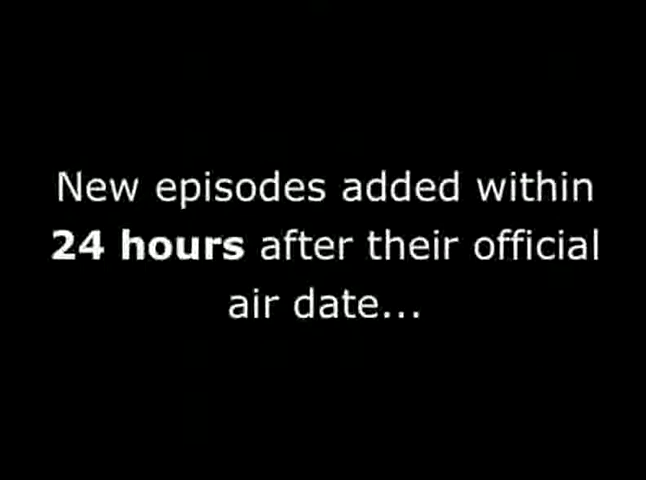 New episodes added within
24 hours after their official
air date...